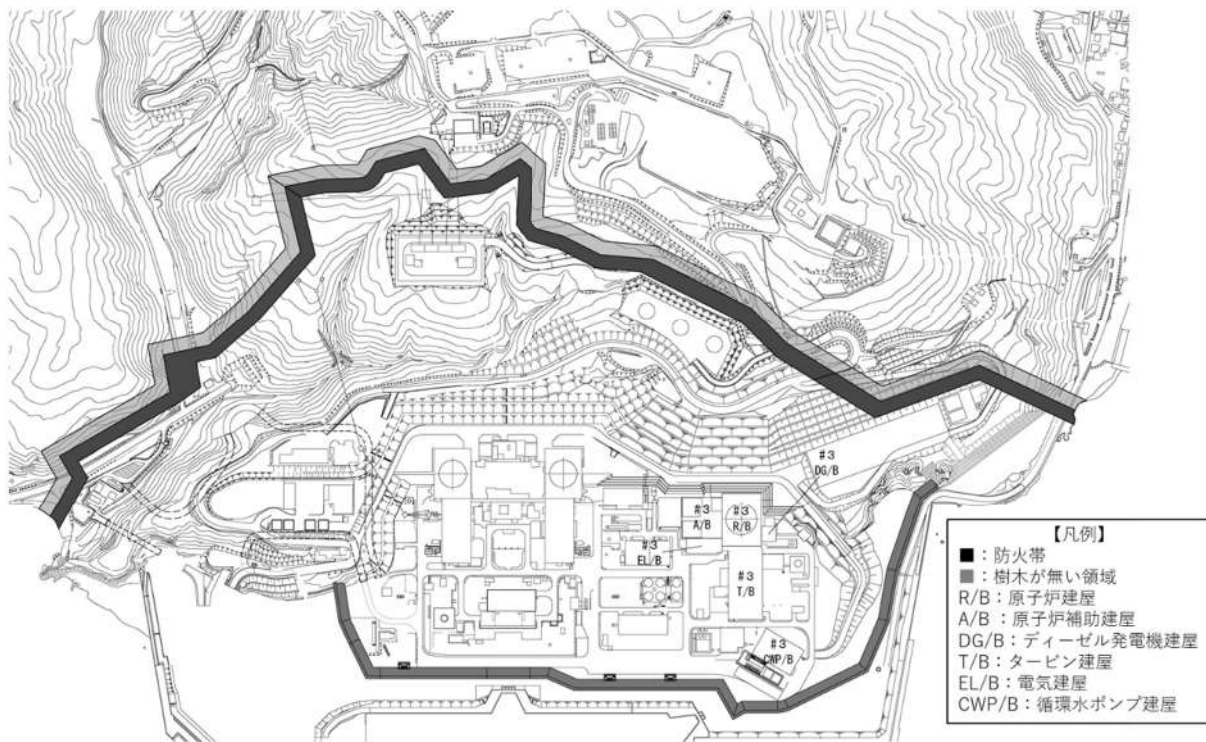 #3
DG/B
#3
A/B
#3
R/B
#3
EL/B
#3
T/B
#3
CWP/B
【凡例】
■：防火帯
■：樹木が無い領域
R/B：原子炉建屋
A/B：原子炉補助建屋
DG/B：ディーゼル発電機建屋
T/B：タービン建屋
EL/B：電気建屋
CWP/B：循環水ポンプ建屋